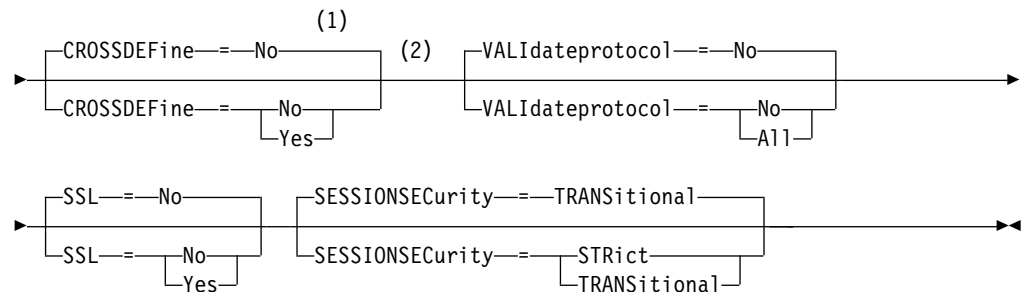 (1)
CROSSDEFine = No (2) VALIdateprotocol = No
CROSSDEFine = No VALIdateprotocol = No
Yes All
SSL = No SESSIONSECurity = TRANSitional
SSL = No SESSIONSECurity = STRict
Yes TRANSitional